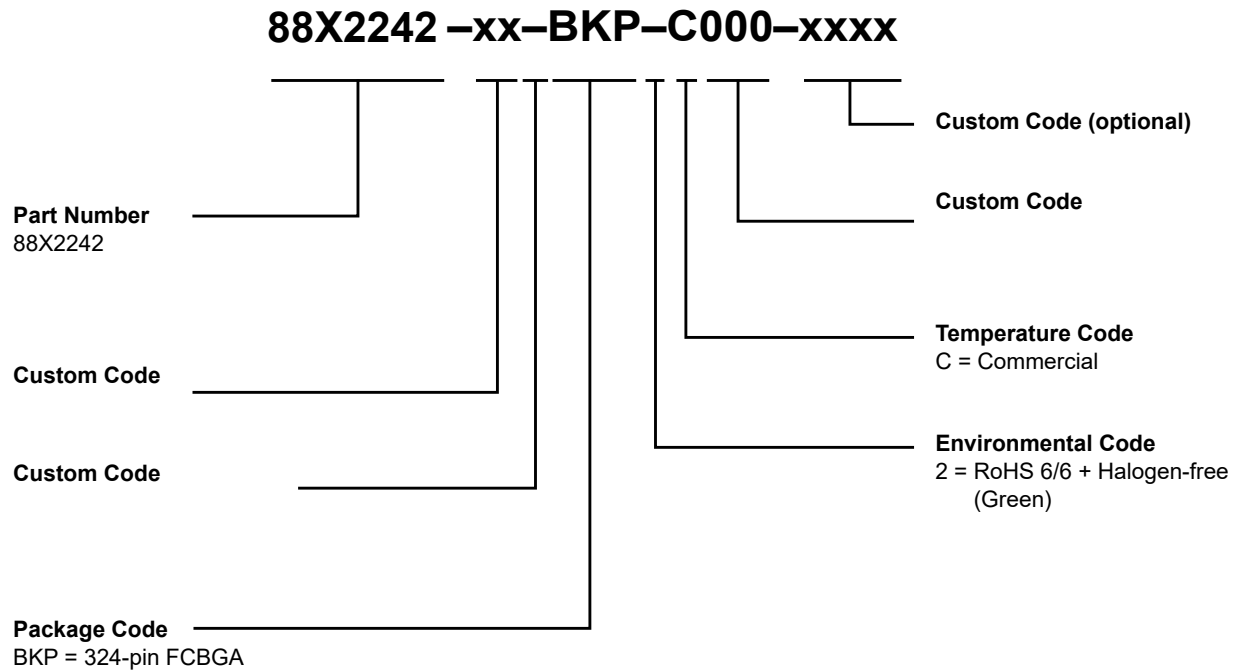 88X2242 –xx–BKP–C000–xxxx
Custom Code (optional)
Custom Code
Part Number
88X2242
Temperature Code
C = Commercial
Custom Code
Environmental Code
2 = RoHS 6/6 + Halogen-free
(Green)
Custom Code
Package Code
BKP = 324-pin FCBGA